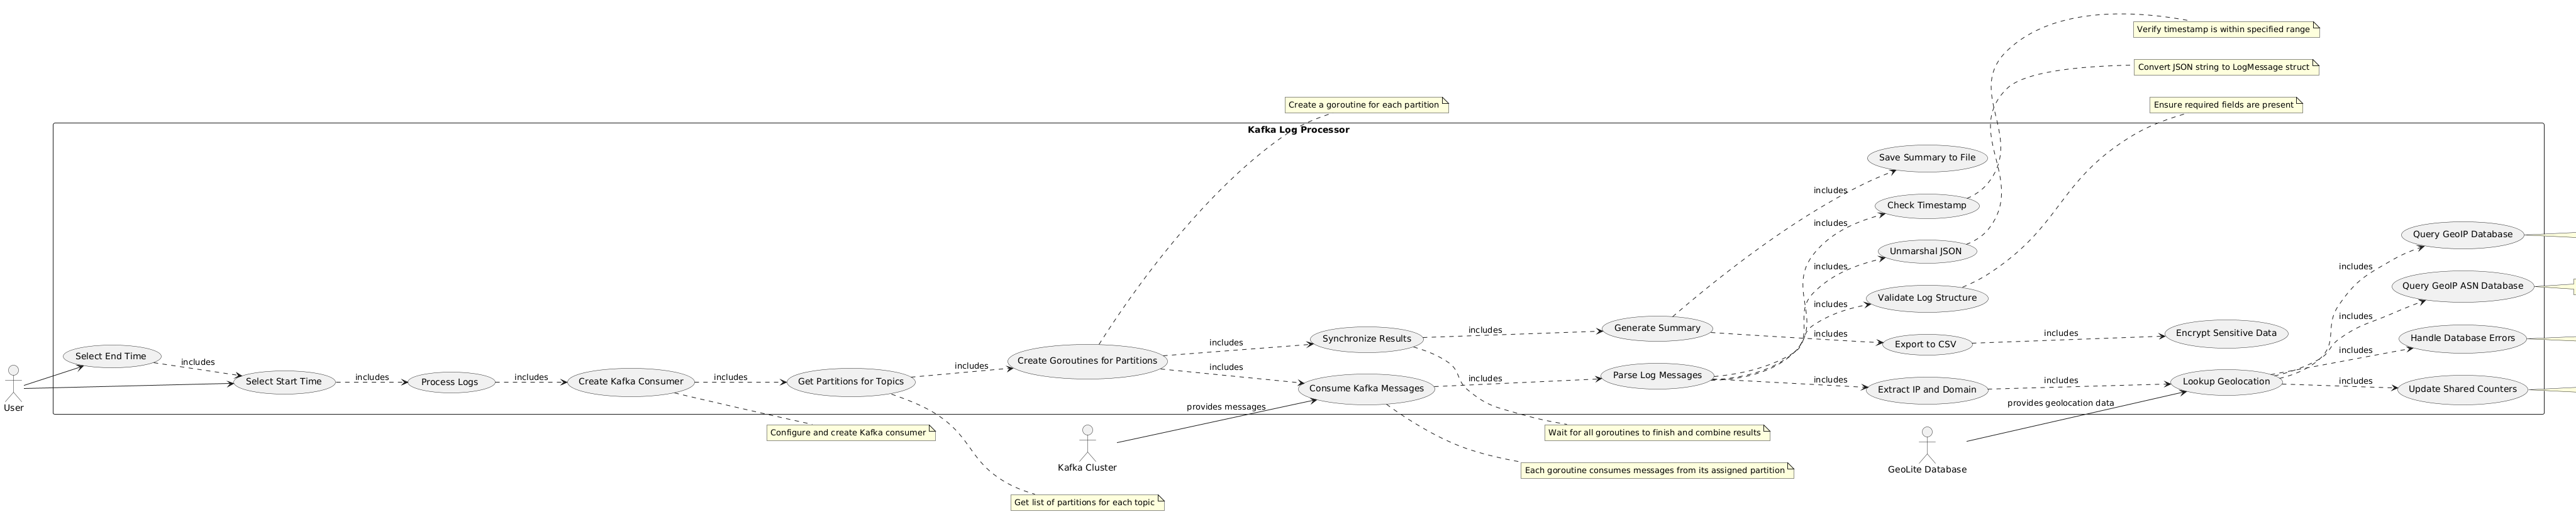 Verify timestamp is within specified range
Convert JSON string to LogMessage struct
Create a goroutine for each partition
Ensure required fields are present
Kafka Log Processor
Save Summary to File
includes
Check Timestamp
includes
Unmarshal JSON
includes
Validate Log Structure
includes
Query GeoIP Database
includes
Query GeoIP ASN Database
includes
Generate Summary
includes
Export to CSV
includes
Encrypt Sensitive Data
Handle Database Errors
includes
Synchronize Results
includes
includes
Select End Time
includes
Select Start Time
includes
Process Logs
includes
Create Kafka Consumer
includes
Get Partitions for Topics
includes
Create Goroutines for Partitions
includes
Consume Kafka Messages
includes
Parse Log Messages
includes
Extract IP and Domain
includes
Lookup Geolocation
includes
Update Shared Counters
User
provides messages
provides geolocation data
Configure and create Kafka consumer
Wait for all goroutines to finish and combine results
Kafka Cluster
GeoLite Database
Each goroutine consumes messages from its assigned partition
Get list of partitions for each topic